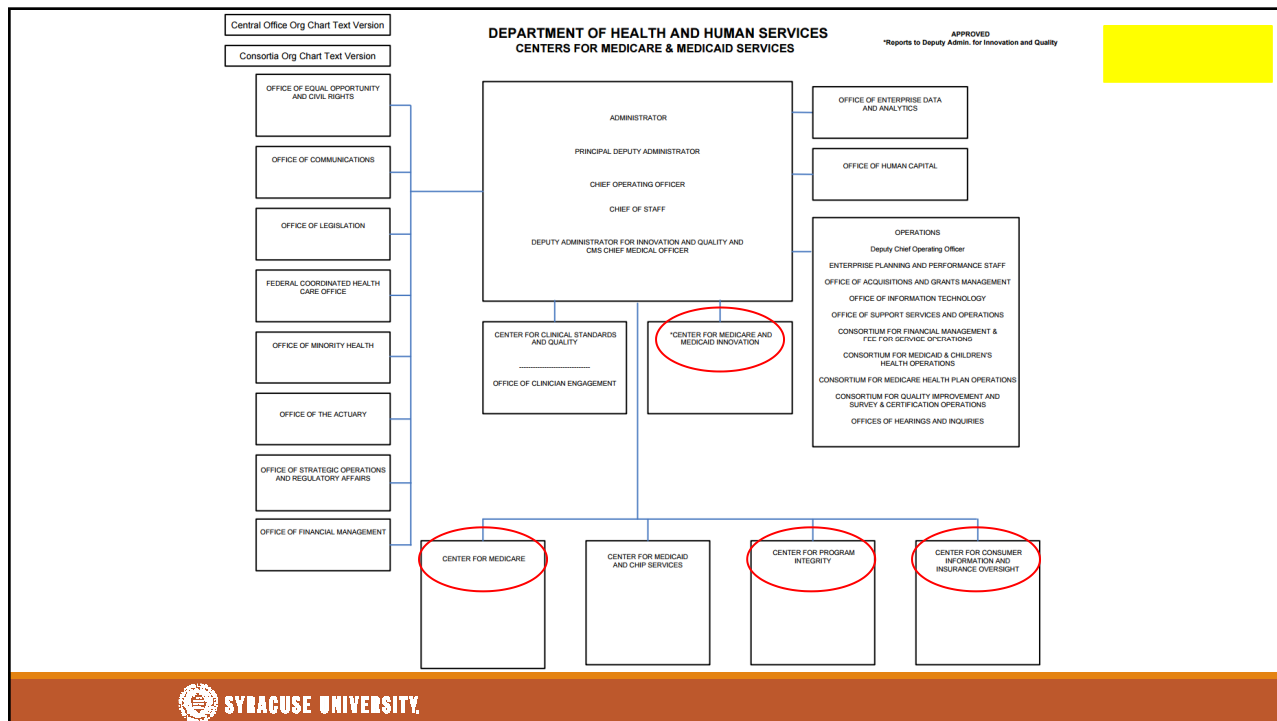 Central Office Org Chart Text Version
Consortia Org Chart Text Version
DEPARTMENT OF HEALTH AND HUMAN SERVICES
CENTERS FOR MEDICARE & MEDICAID SERVICES
APPROVED
*Reports to Deputy Admin. for Innovation and Quality
OFFICE OF EQUAL OPPORTUNITY
AND CIVIL RIGHTS
OFFICE OF COMMUNICATIONS
OFFICE OF LEGISLATION
FEDERAL COORDINATED HEALTH
CARE OFFICE
OFFICE OF MINORITY HEALTH
OFFICE OF THE ACTUARY
OFFICE OF STRATEGIC OPERATIONS
AND REGULATORY AFFAIRS
OFFICE OF FINANCIAL MANAGEMENT
ADMINISTRATOR
PRINCIPAL DEPUTY ADMINISTRATOR
CHIEF OPERATING OFFICER
CHIEF OF STAFF
DEPUTY ADMINISTRATOR FOR INNOVATION AND QUALITY AND
CMS CHIEF MEDICAL OFFICER
OFFICE OF ENTERPRISE DATA
AND ANALYTICS
OFFICE OF HUMAN CAPITAL
OPERATIONS
Deputy Chief Operating Officer
ENTERPRISE PLANNING AND PERFORMANCE STAFF
OFFICE OF ACQUISITIONS AND GRANTS MANAGEMENT
OFFICE OF INFORMATION TECHNOLOGY
OFFICE OF SUPPORT SERVICES AND OPERATIONS
CONSORTIUM FOR FINANCIAL MANAGEMENT &
FEE FOR SERVICE OPERATIONS
CONSORTIUM FOR MEDICAID & CHILDREN'S
HEALTH OPERATIONS
CONSORTIUM FOR MEDICARE HEALTH PLAN OPERATIONS
CONSORTIUM FOR QUALITY IMPROVEMENT AND
SURVEY & CERTIFICATION OPERATIONS
OFFICES OF HEARINGS AND INQUIRIES
CENTER FOR CLINICAL STANDARDS
AND QUALITY
-----------------------------
OFFICE OF CLINICIAN ENGAGEMENT
*CENTER FOR MEDICARE AND
MEDICAID INNOVATION
CENTER FOR MEDICARE
CENTER FOR MEDICAID
AND CHIP SERVICES
CENTER FOR PROGRAM
INTEGRITY
CENTER FOR CONSUMER
INFORMATION AND
INSURANCE OVERSIGHT
SYRACUSE UNIVERSITY.